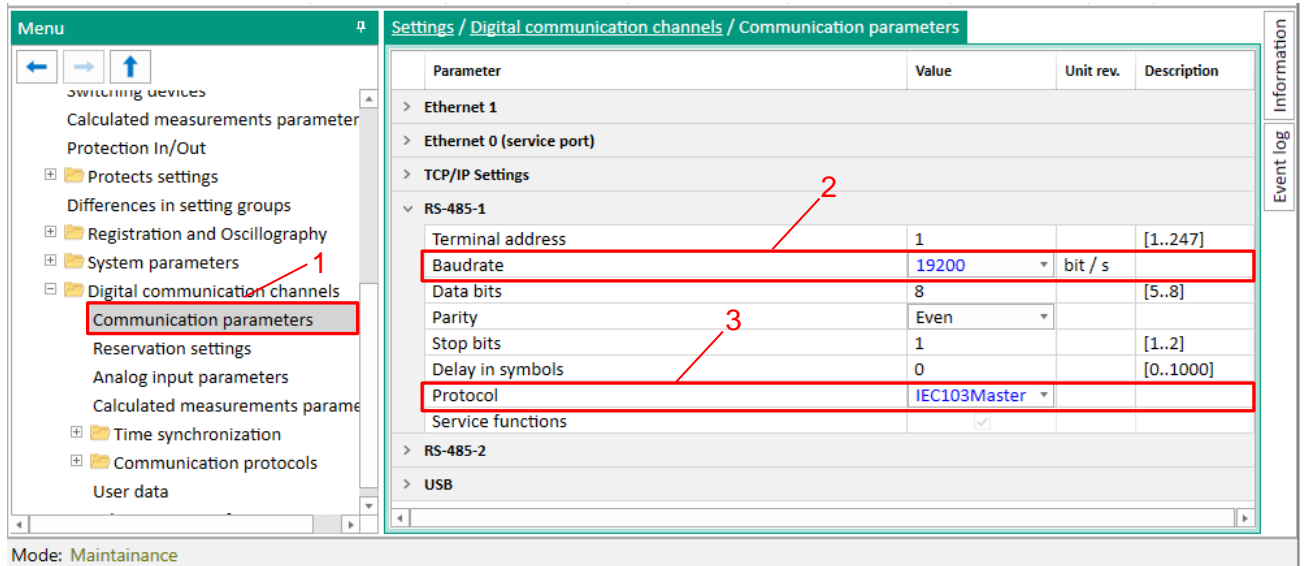 Menu
Switching devices
Calculated measurements parameter
Protection In/Out
Protects settings
Differences in setting groups
Registration and Oscillography
System parameters
1
Digital communication channels
Communication parameters
Reservation settings
Analog input parameters
Calculated measurements parame
Time synchronization
Communication protocols
User data
Settings / Digital communication channels / Communication parameters
Parameter Value Unit rev. Description
Ethernet 1
Ethernet 0 (service port)
TCP/IP Settings
2
RS-485-1
Terminal address 1 [1..247]
Baudrate 19200 bit / s
Data bits 8 [5..8]
Parity Even
3
Stop bits 1 [1..2]
Delay in symbols 0 [0..1000]
Protocol IEC103Master
Service functions
RS-485-2
USB
Information
Event log
Mode: Maintainance